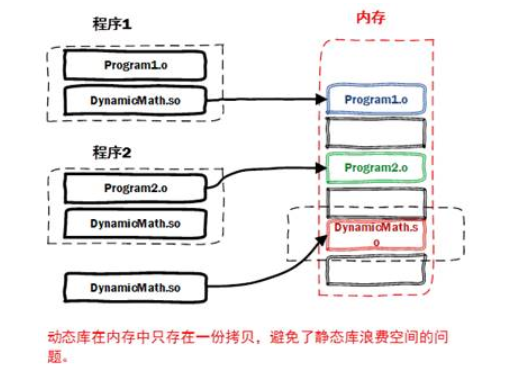 程序1
内存
Program1.o
DynamicMath.so
Program1.o
程序2
Program2.o
Program2.o
DynamicMath.so
DynamicMath.s
o
DynamicMath.so
动态库在内存中只存在一份拷贝，避免了静态库浪费空间的问
题。